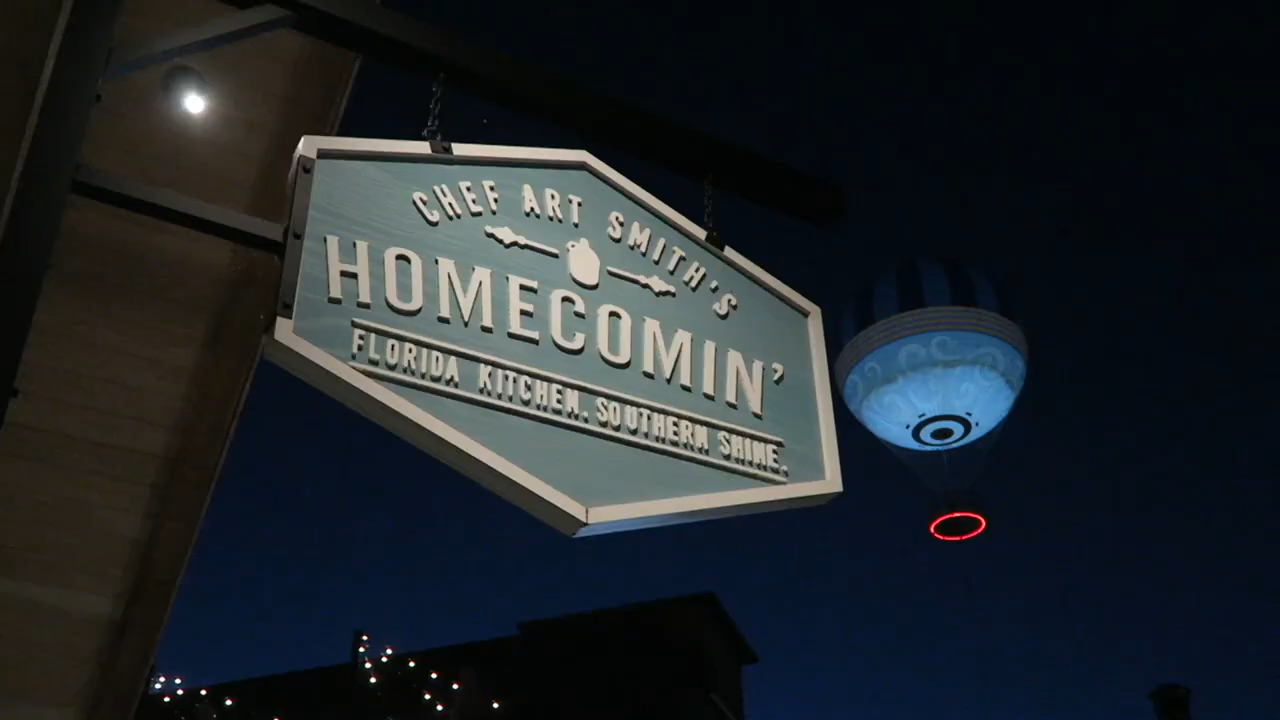 CHEF ART SMITH'S
HOMECOMIN'
FLORIDA KITCHEN. SOUTHERN SHINE.